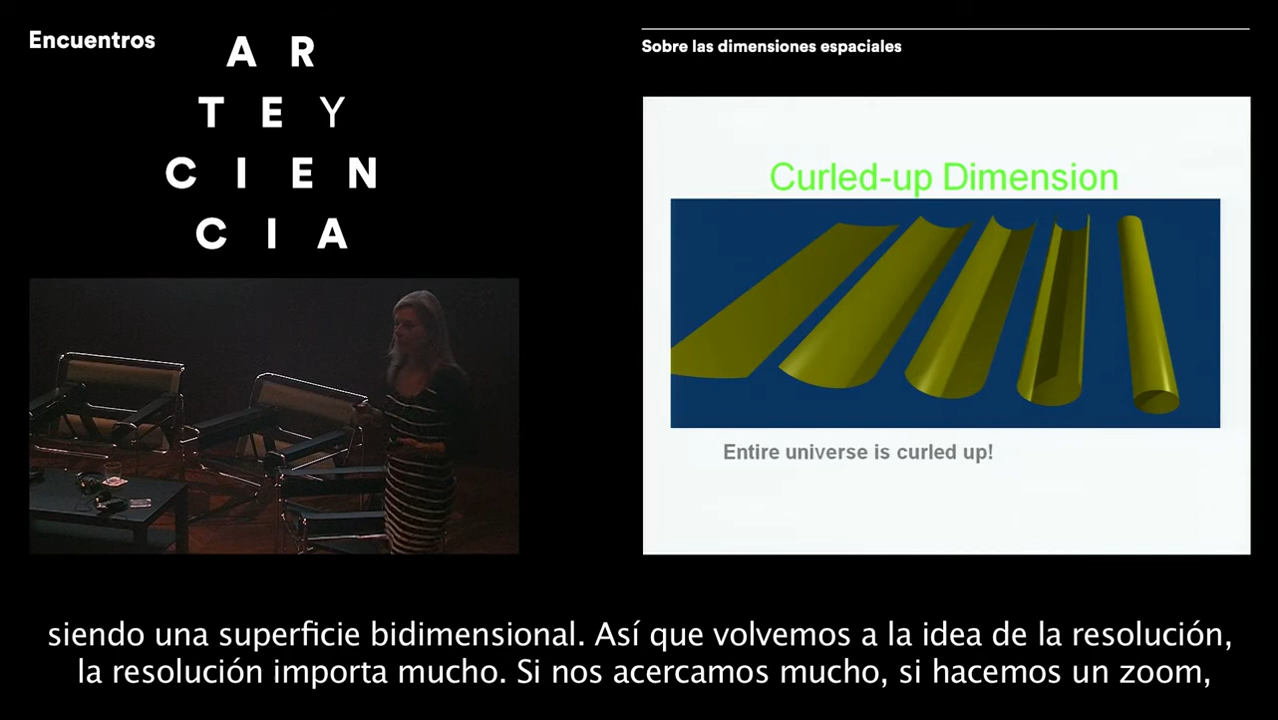 Encuentros
A R
T E Y
C I E N
C I A
Sobre las dimensiones espaciales
Curled-up Dimension
Entire universe is curled up!
siendo una superficie bidimensional. Así que volvemos a la idea de la resolución,
la resolución importa mucho. Si nos acercamos mucho, si hacemos un zoom,